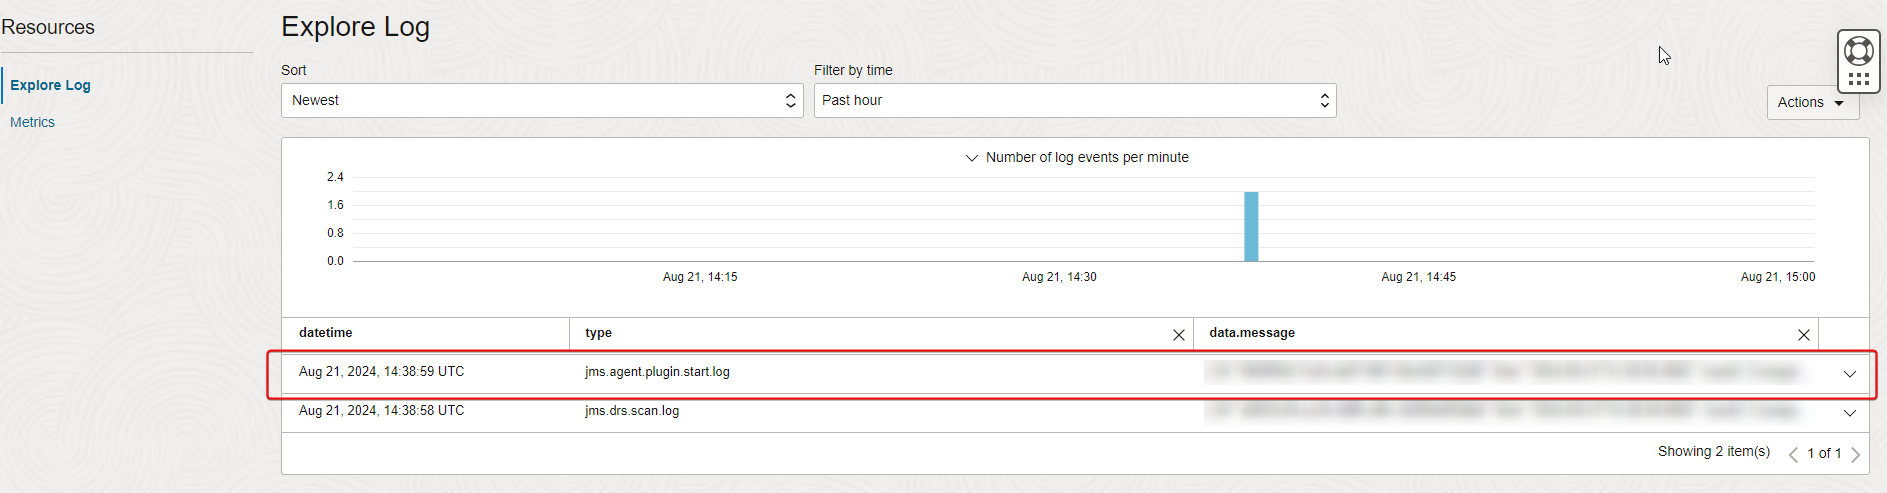 Resources
Explore Log
Metrics
Explore Log
Sort
Filter by time
Newest
Past hour
Actions
Number of log events per minute
2.4
1.6
0.8
0.0
Aug 21, 14:15
Aug 21, 14:30
Aug 21, 14:45
Aug 21, 15:00
datetime
type
data.message
Aug 21, 2024, 14:38:59 UTC
jms.agent.plugin.start.log
Aug 21, 2024, 14:38:58 UTC
jms.drs.scan.log
Showing 2 item(s)
1 of 1